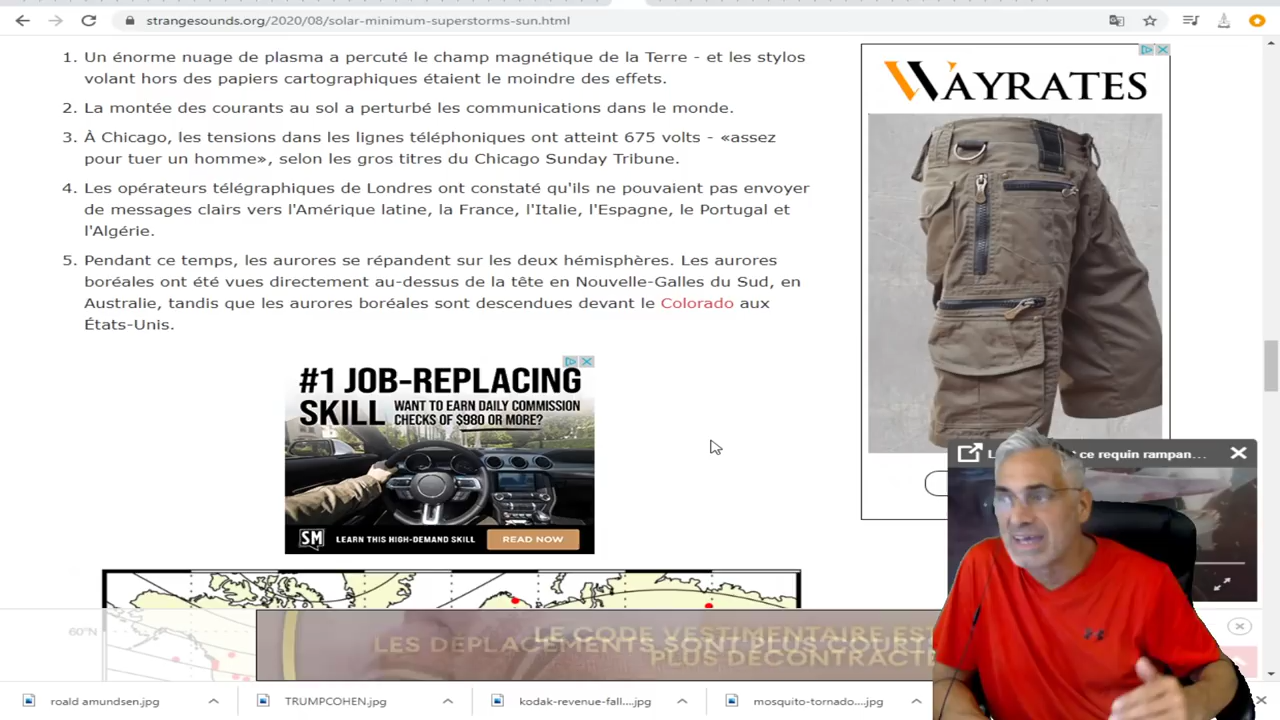 strangesounds.org/2020/08/solar-minimum-superstorms-sun.html
1. Un énorme nuage de plasma a percuté le champ magnétique de la Terre - et les stylos
volant hors des papiers cartographiques étaient le moindre des effets.
2. La montée des courants au sol a perturbé les communications dans le monde.
3. À Chicago, les tensions dans les lignes téléphoniques ont atteint 675 volts - «assez
pour tuer un homme», selon les gros titres du Chicago Sunday Tribune.
4. Les opérateurs télégraphiques de Londres ont constaté qu'ils ne pouvaient pas envoyer
de messages clairs vers l'Amérique latine, la France, l'Italie, l'Espagne, le Portugal et
l'Algérie.
5. Pendant ce temps, les aurores se répandent sur les deux hémisphères. Les aurores
boréales ont été vues directement au-dessus de la tête en Nouvelle-Galles du Sud, en
Australie, tandis que les aurores boréales sont descendues devant le Colorado aux
États-Unis.
WAYRATES
#1 JOB-REPLACING
SKILL WANT TO EARN DAILY COMMISSION
CHECKS OF $980 OR MORE?
SM LEARN THIS HIGH-DEMAND SKILL READ NOW
ce requin rampan...
60°N
LE CODE VESTIMENTAIRE
LES DÉPLACEMENTS SONT PLUS
PLUS DÉCONTRACTÉ
roald amundsen.jpg
TRUMPCOHEN.jpg
kodak-revenue-fall....jpg
mosquito-tornado....jpg